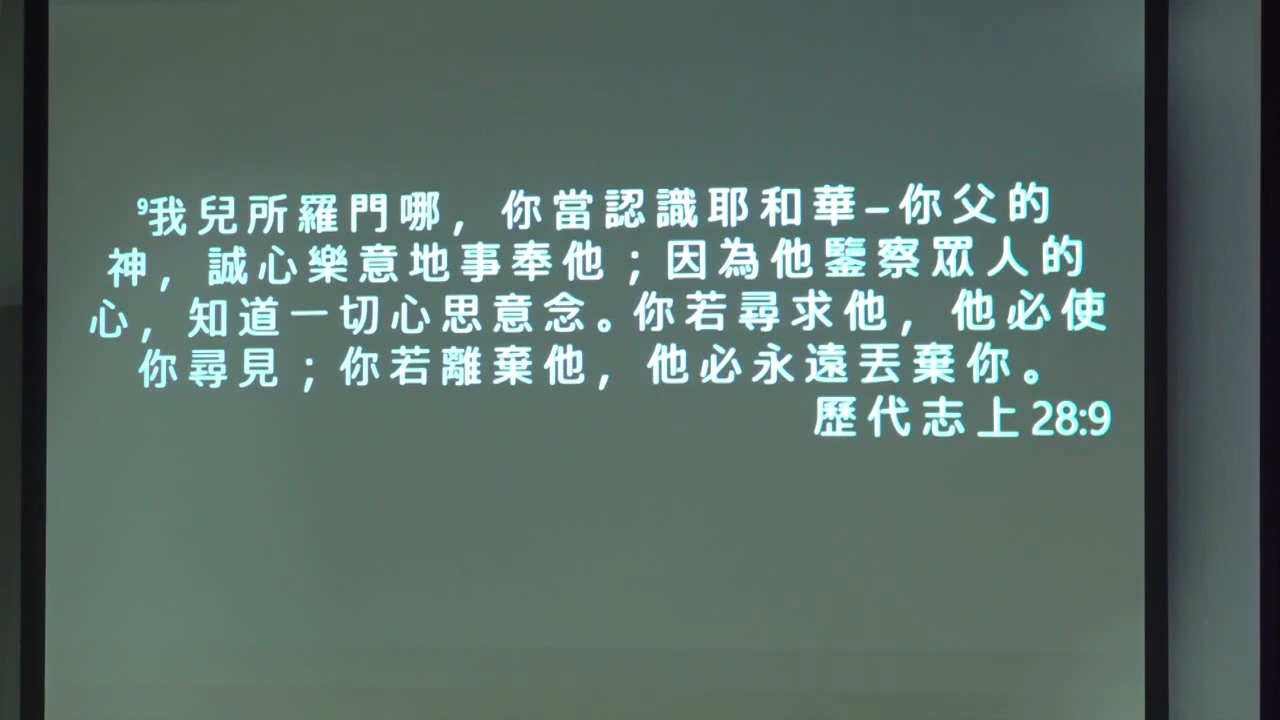 ⁹我兒所羅門哪，你當認識耶和華–你父的
神，誠心樂意地事奉他；因為他鑒察眾人的
心，知道一切心思意念。你若尋求他，他必使
你尋見；你若離棄他，他必永遠丟棄你。
歷代志上 28:9